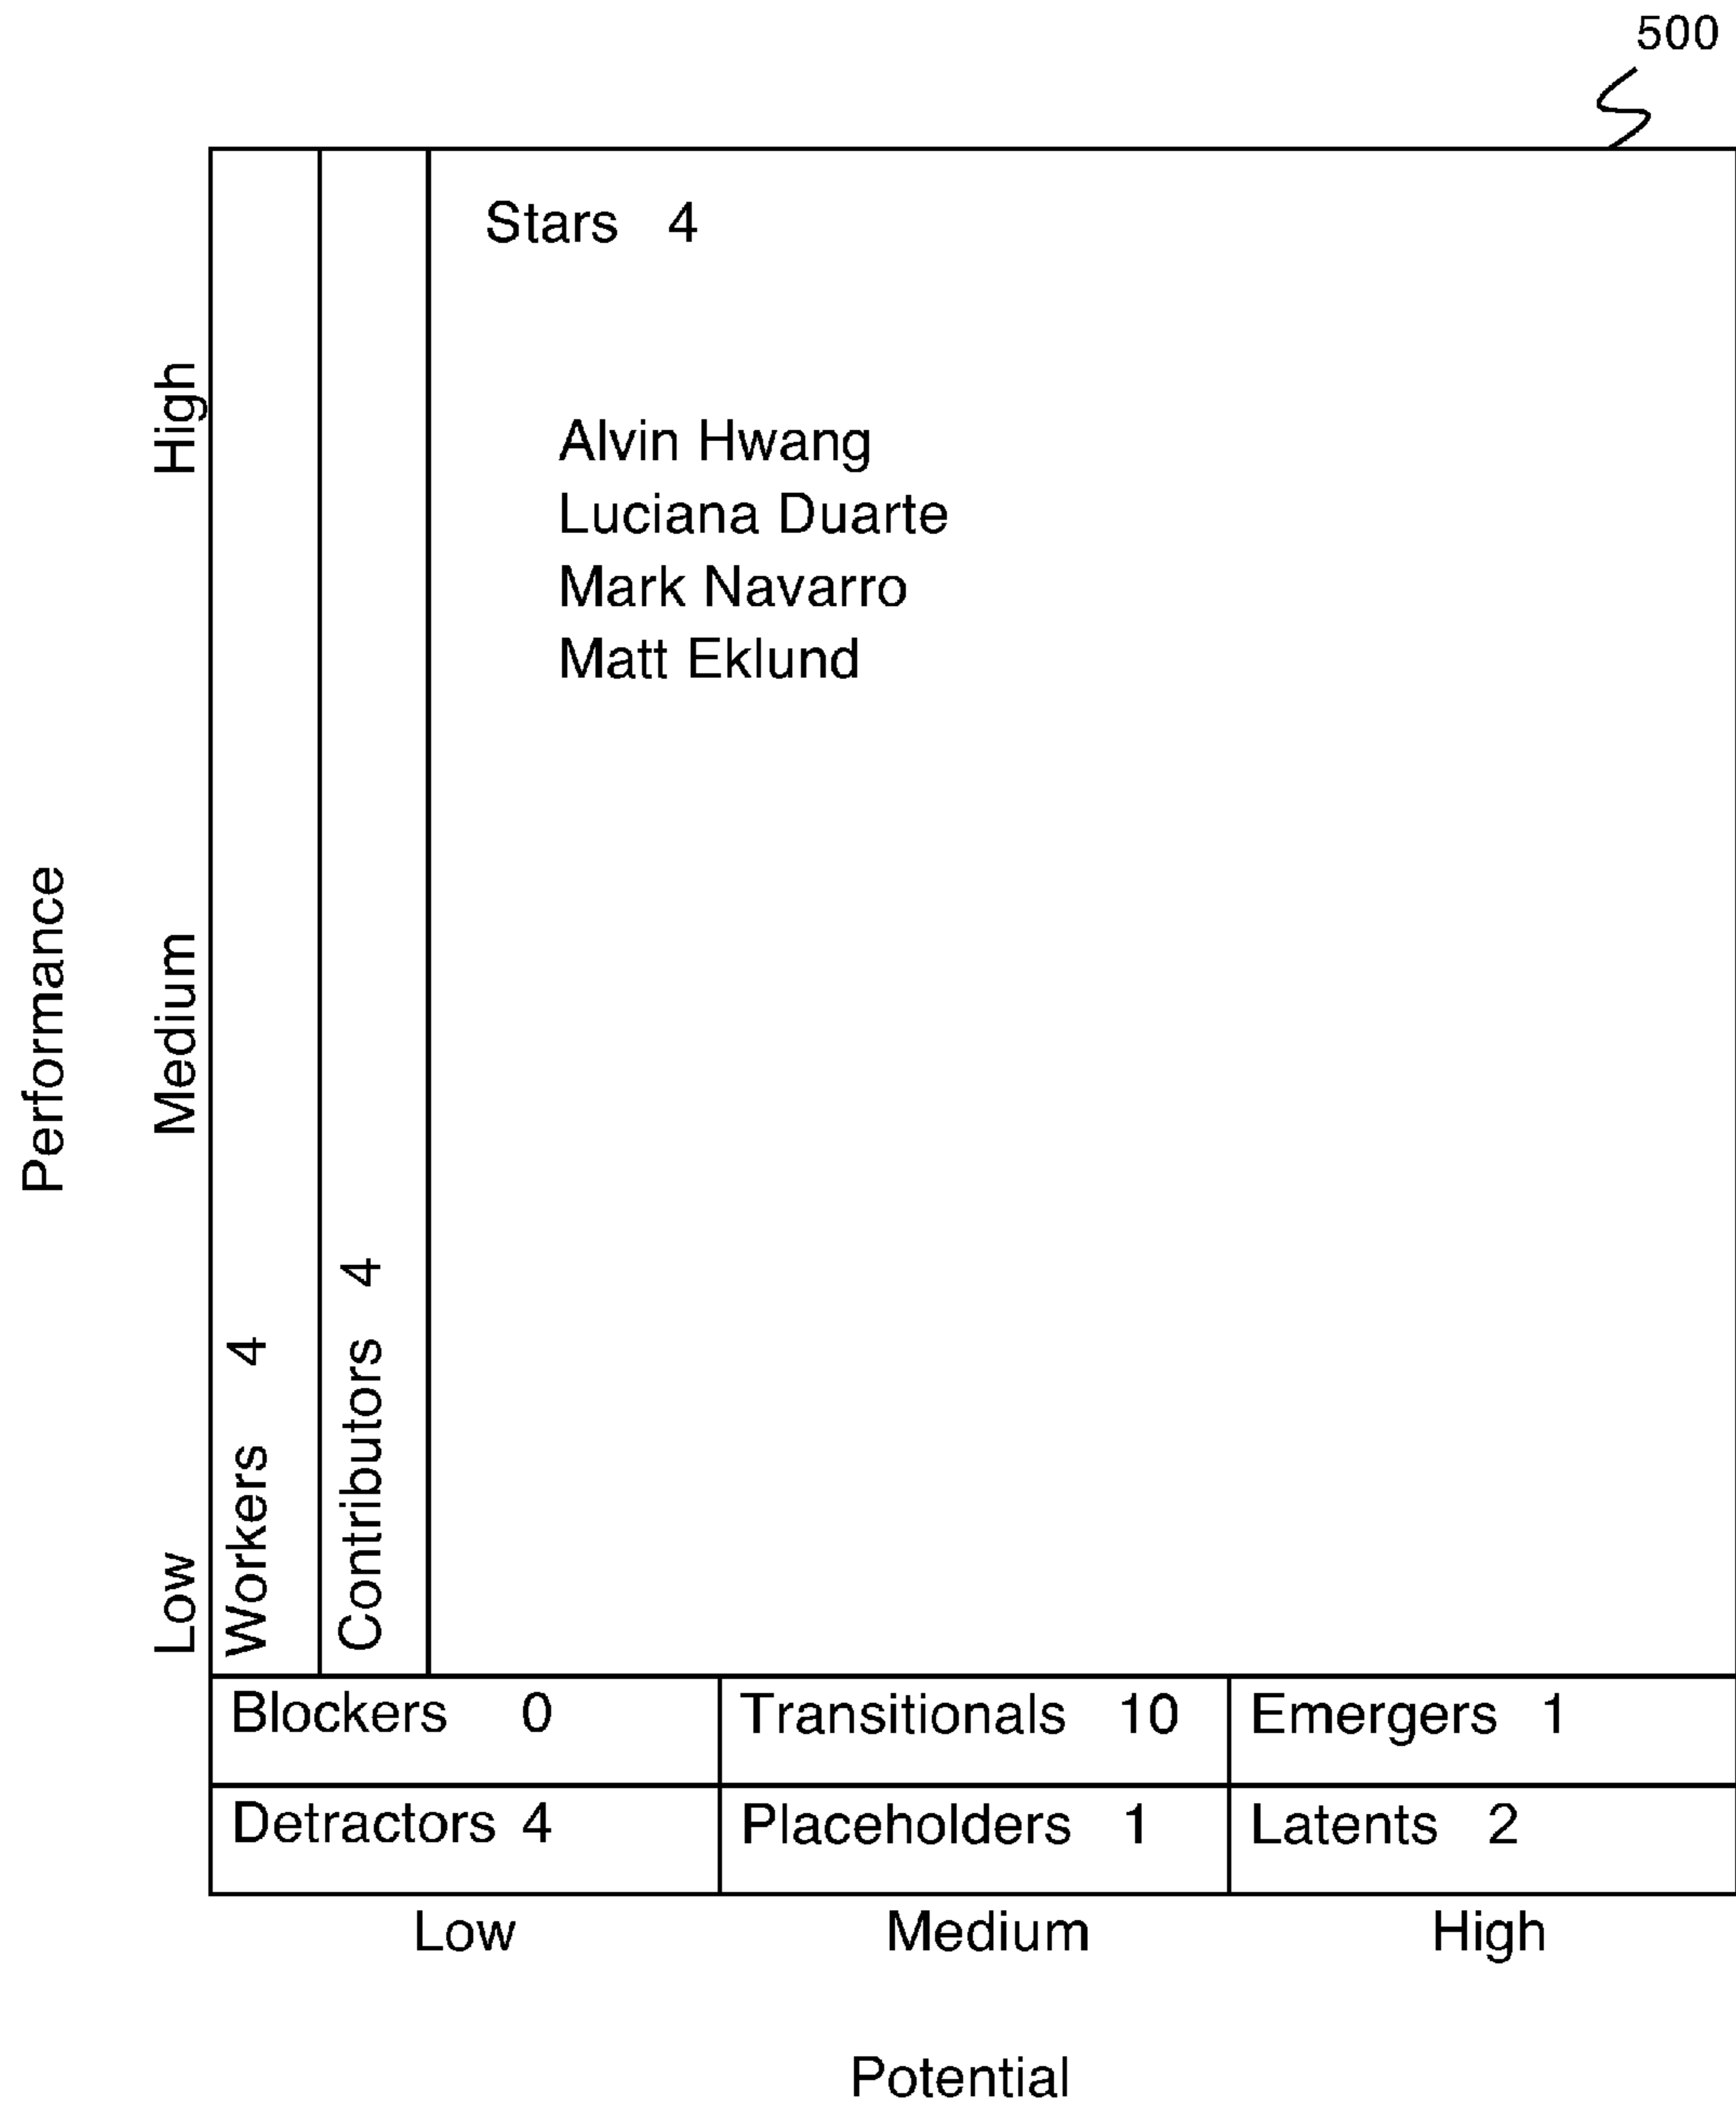 500
Stars 4
Alvin Hwang
Luciana Duarte
Mark Navarro
Matt Eklund
Performance
High
Medium
Low
Workers 4
Contributors 4
Blockers 0
Transitionals 10
Emergers 1
Detractors 4
Placeholders 1
Latents 2
Low
Medium
High
Potential